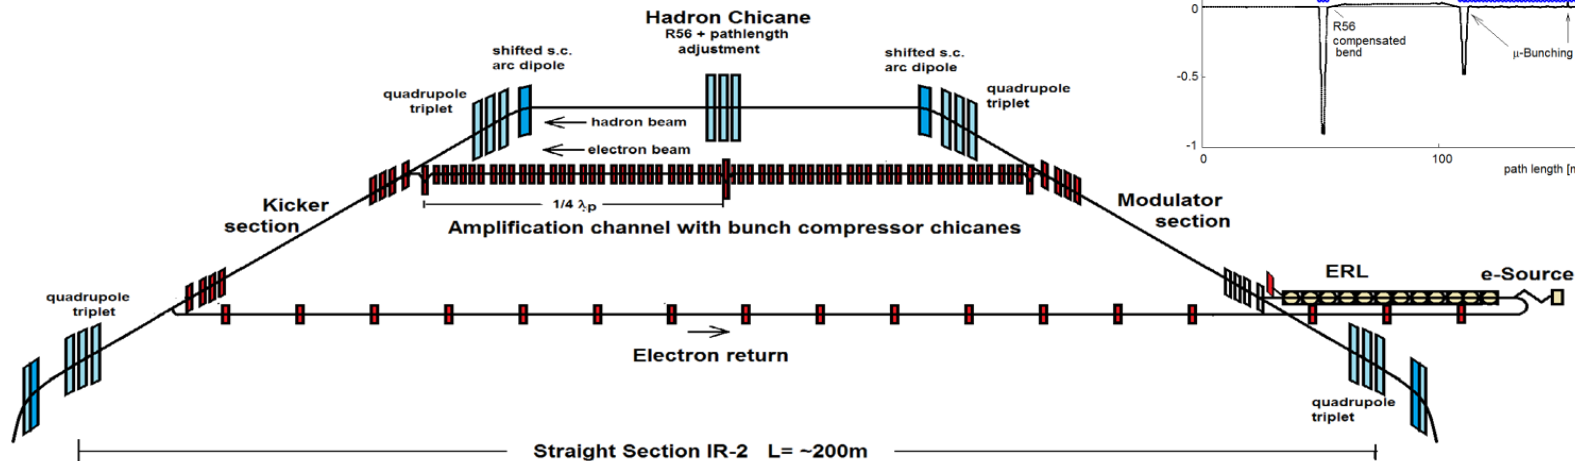 Hadron Chicane
R56 + pathlength
adjustment
shifted s.c.
arc dipole
shifted s.c.
arc dipole
quadrupole
triplet
quadrupole
triplet
hadron beam
electron beam
Kicker
section
1/4 λp
Modulator
section
Amplification channel with bunch compressor chicanes
ERL
e-Source
quadrupole
triplet
Electron return
quadrupole
triplet
Straight Section IR-2 L= ~200m
0
R56
compensated
bend
μ-Bunching
-0.5
-1
0
100
path length